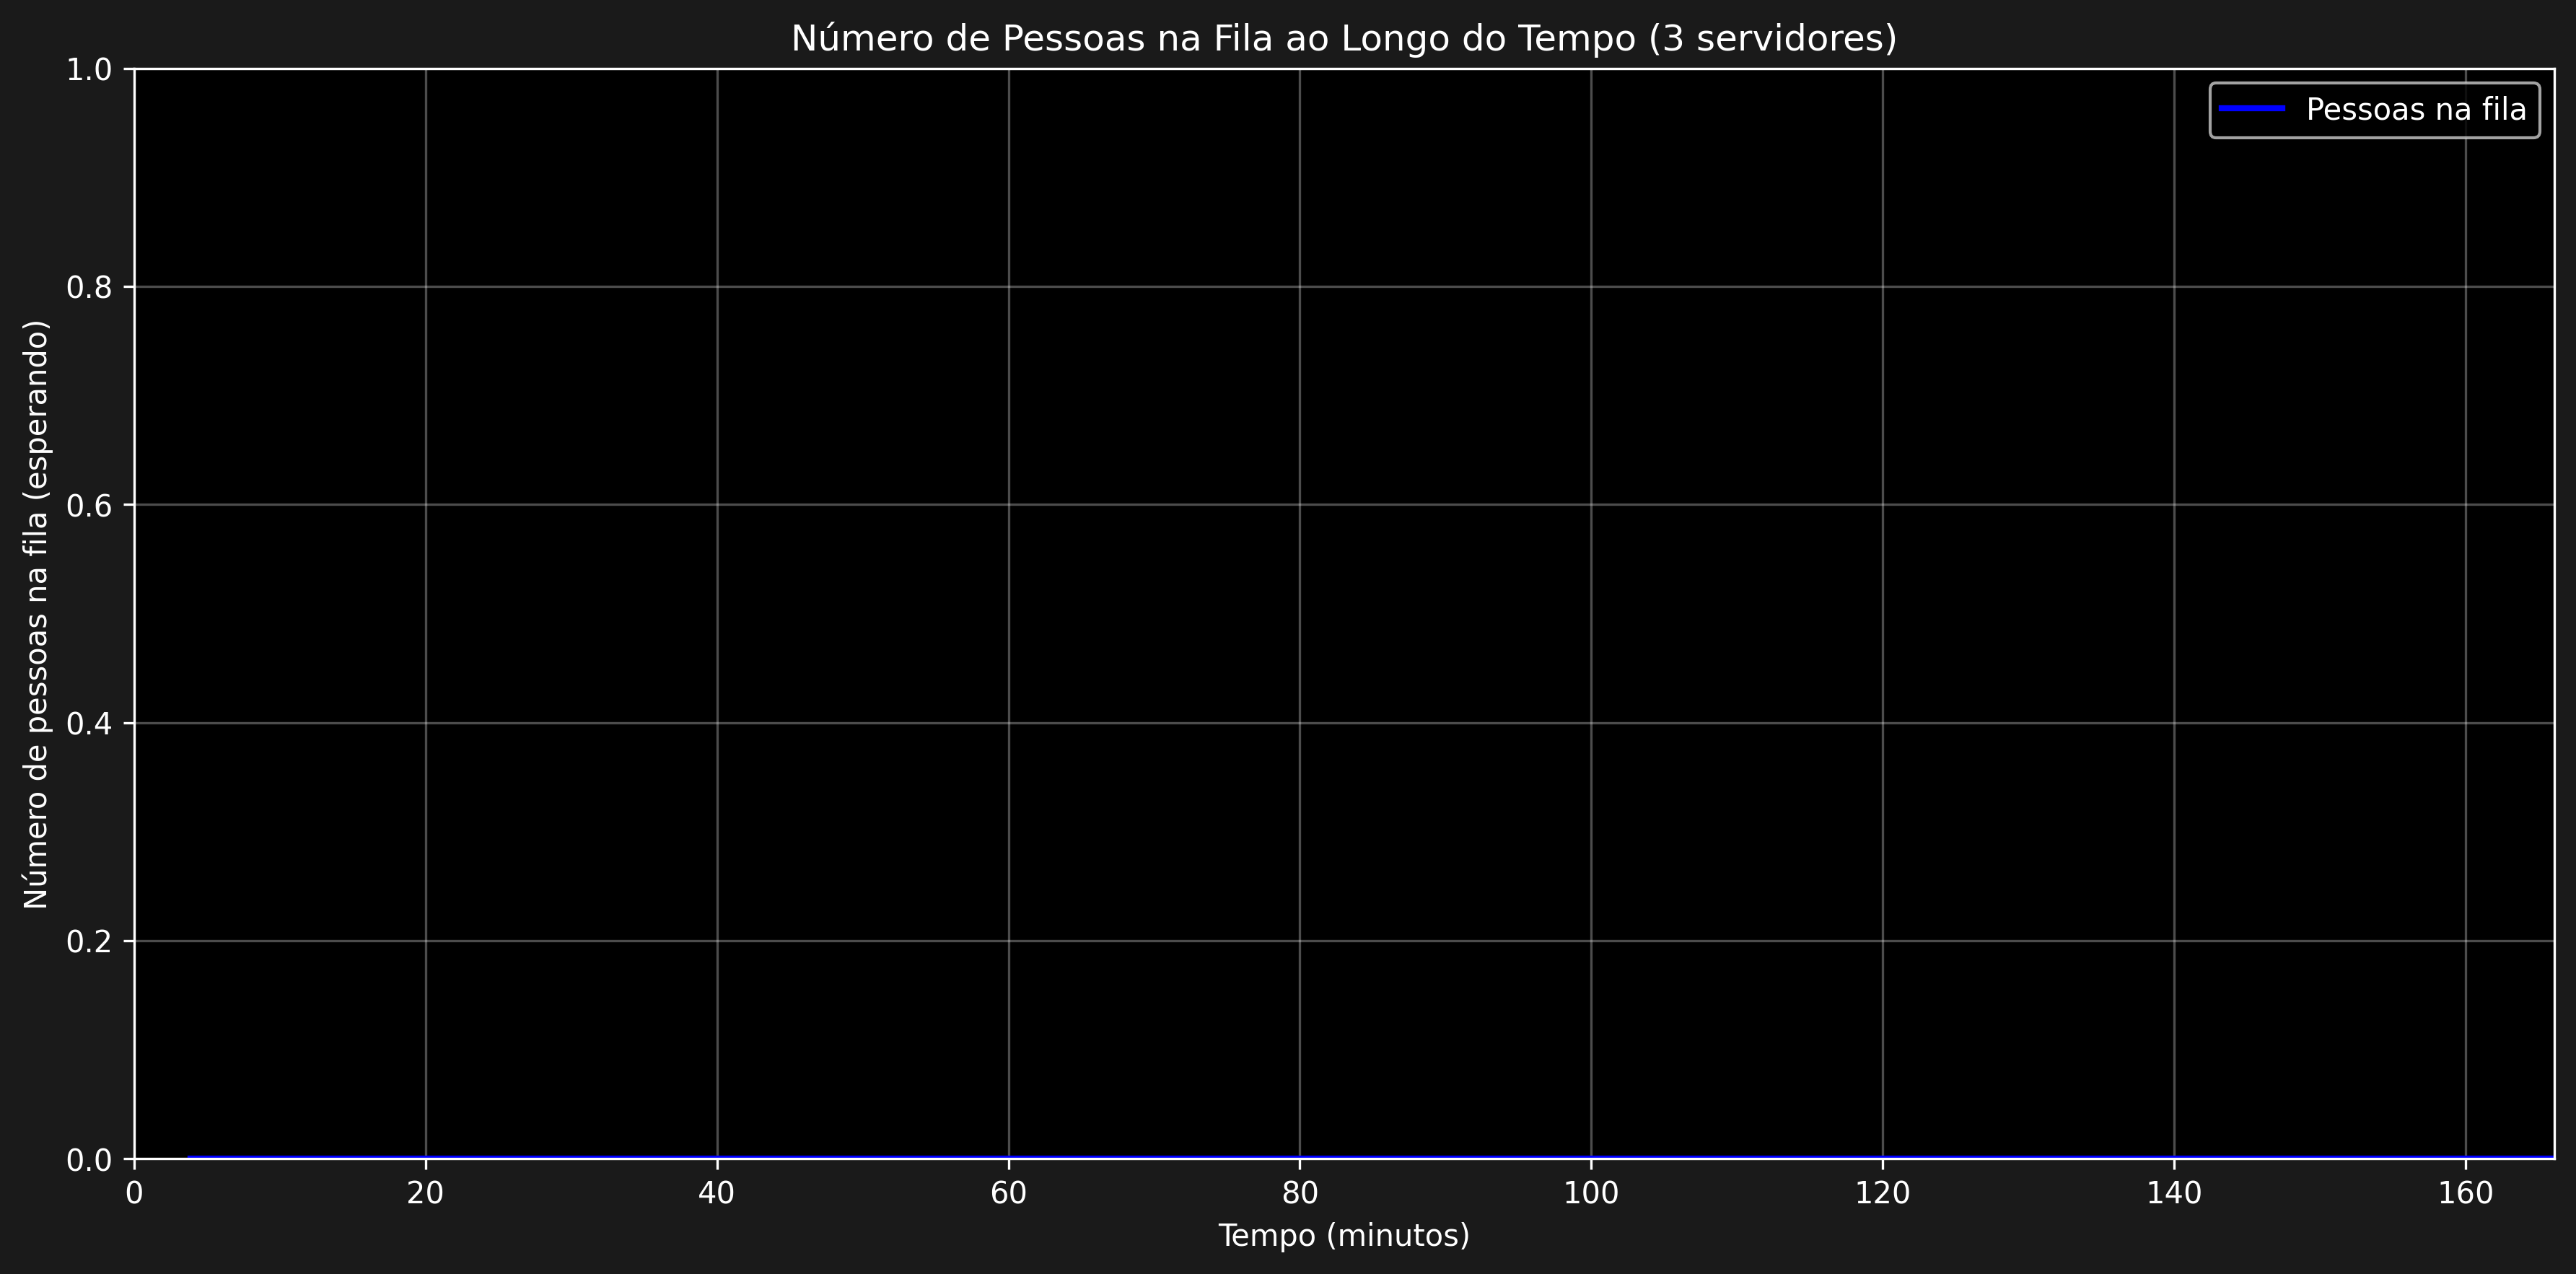 Número de Pessoas na Fila ao Longo do Tempo (3 servidores)
Pessoas na fila
Número de pessoas na fila (esperando)
1.0
0.8
0.6
0.4
0.2
0.0
0 20 40 60 80 100 120 140 160
Tempo (minutos)